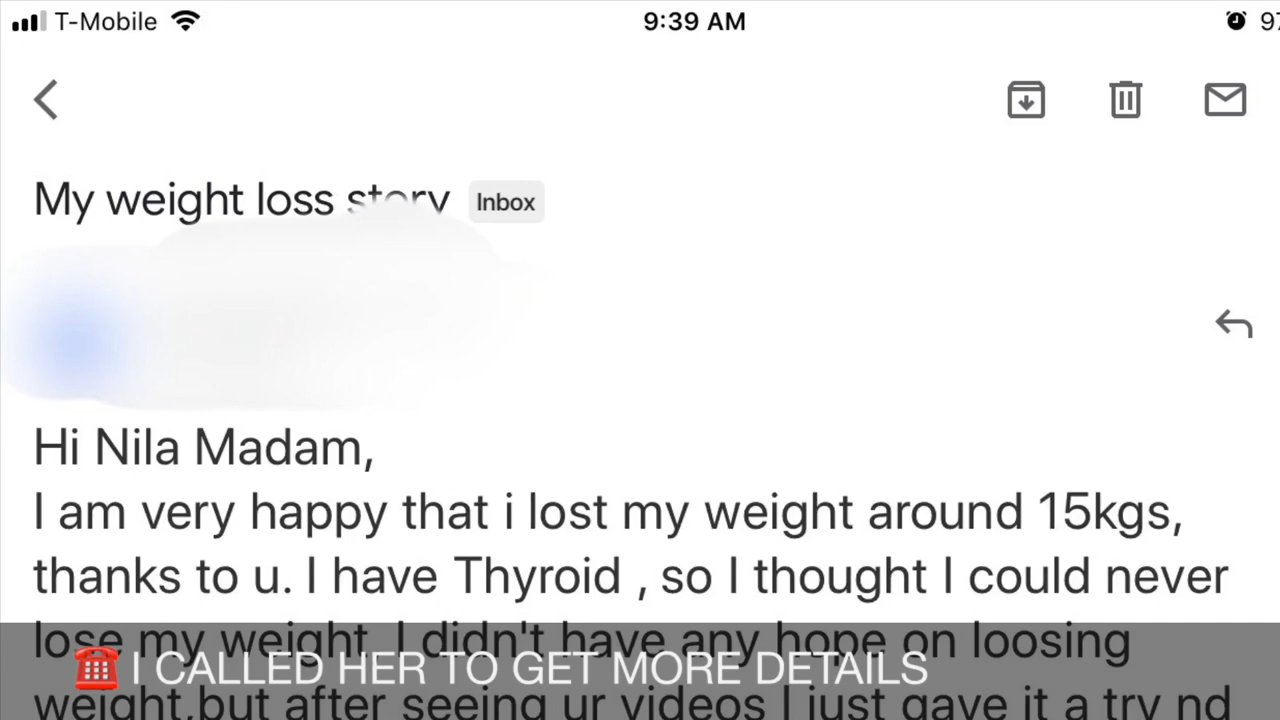 T-Mobile 9:39 AM 97
My weight loss story Inbox
Hi Nila Madam,
I am very happy that i lost my weight around 15kgs,
thanks to u. I have Thyroid , so I thought I could never
lose my weight. I didn't have any hope on loosing
☎️ I CALLED HER TO GET MORE DETAILS
weight,but after seeing ur videos I just gave it a try nd